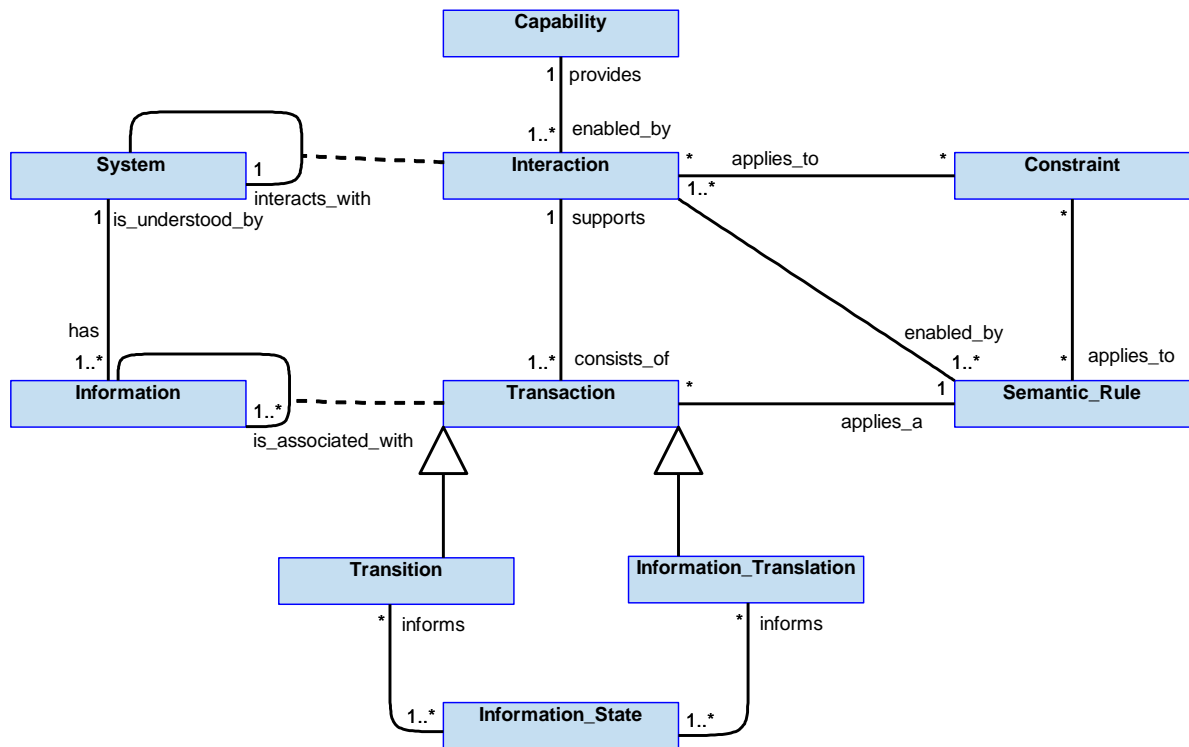 Capability
1 provides
1..* enabled_by
System
Interaction
Constraint
1
interacts_with
* applies_to *
1..*
1 is_understood_by
1 supports
*
has
1..*
enabled_by
1..*
1..* consists_of
* applies_to
Information
Transaction
Semantic_Rule
1..*
is_associated_with
* 1
applies_a
Transition
Information_Translation
* informs
* informs
1..*
Information_State
1..*